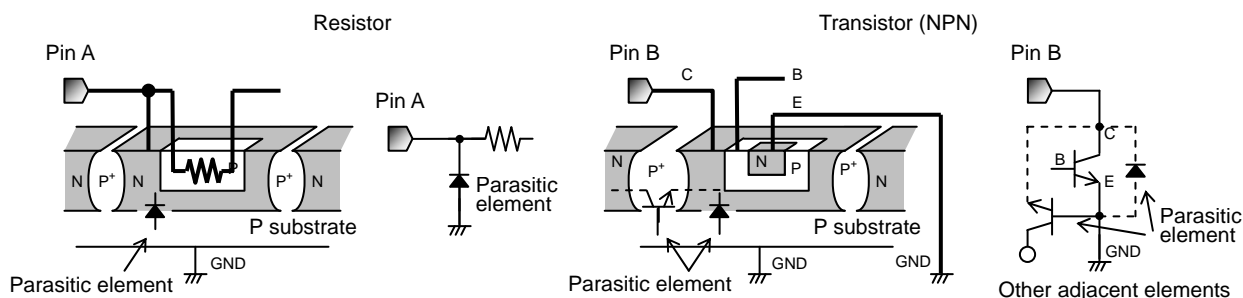 Resistor
Pin A
N
P+
N
P
P+
N
P substrate
GND
Parasitic element
Pin A
Parasitic
element
Transistor (NPN)
Pin B
C
B
E
N
P+
N
P
P+
N
P substrate
GND
GND
Parasitic element
Pin B
C
B
E
GND
Parasitic
element
Other adjacent elements